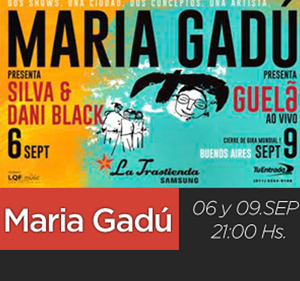 DOS SHOWS. UNA CIUDAD. DOS CONCEPTOS. UNA ARTISTA.
MARIA GADÚ
PRESENTA
SILVA &
DANI BLACK
6 SEPT
PRESENTA
GUELÃ
AO VIVO
CIERRE DE GIRA MUNDIAL !
BUENOS AIRES SEPT 9
LQF music
La Trastienda
SAMSUNG
TuEntrada
Maria Gadú
06 y 09.SEP
21:00 Hs.